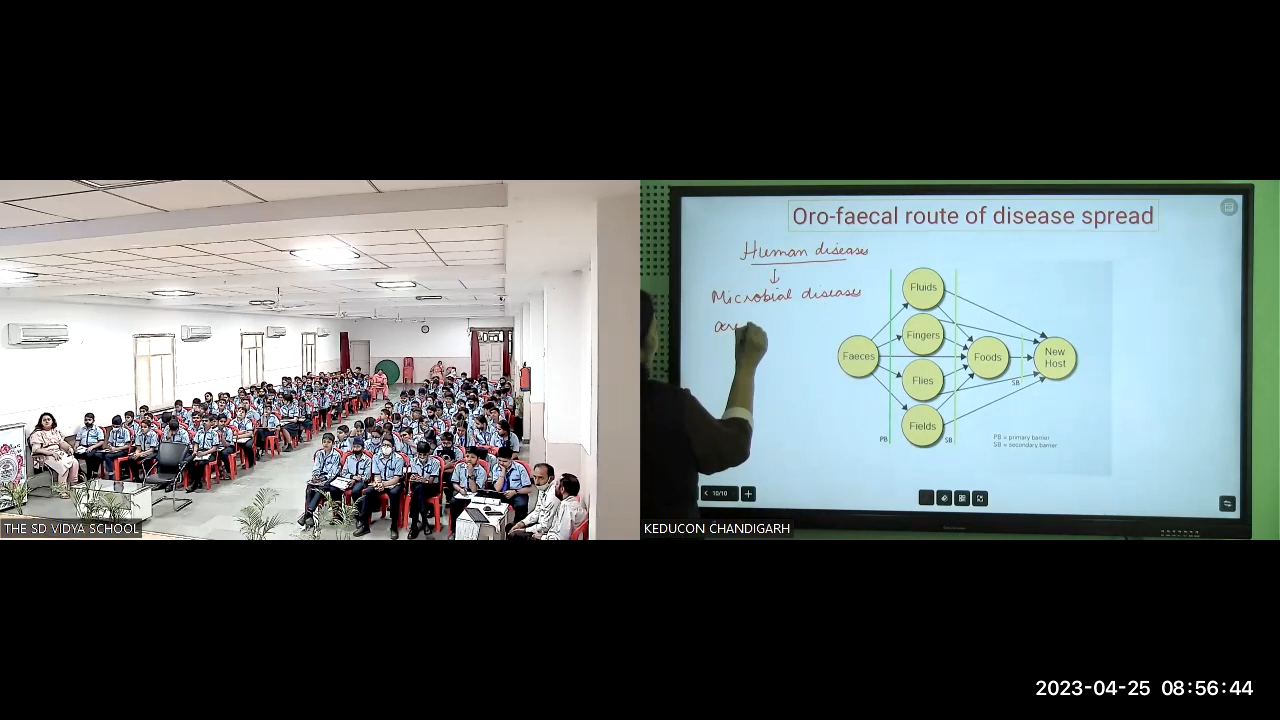 Oro-faecal route of disease spread
Human diseases
↓
Microbial diseases
are
Fluids
Fingers
Faeces
Foods
New
Host
Flies
SB
Fields
PB
SB
PB = primary barrier
SB = secondary barrier
10/10
THE SD VIDYA SCHOOL
KEDUCON CHANDIGARH
2023-04-25 08:56:44